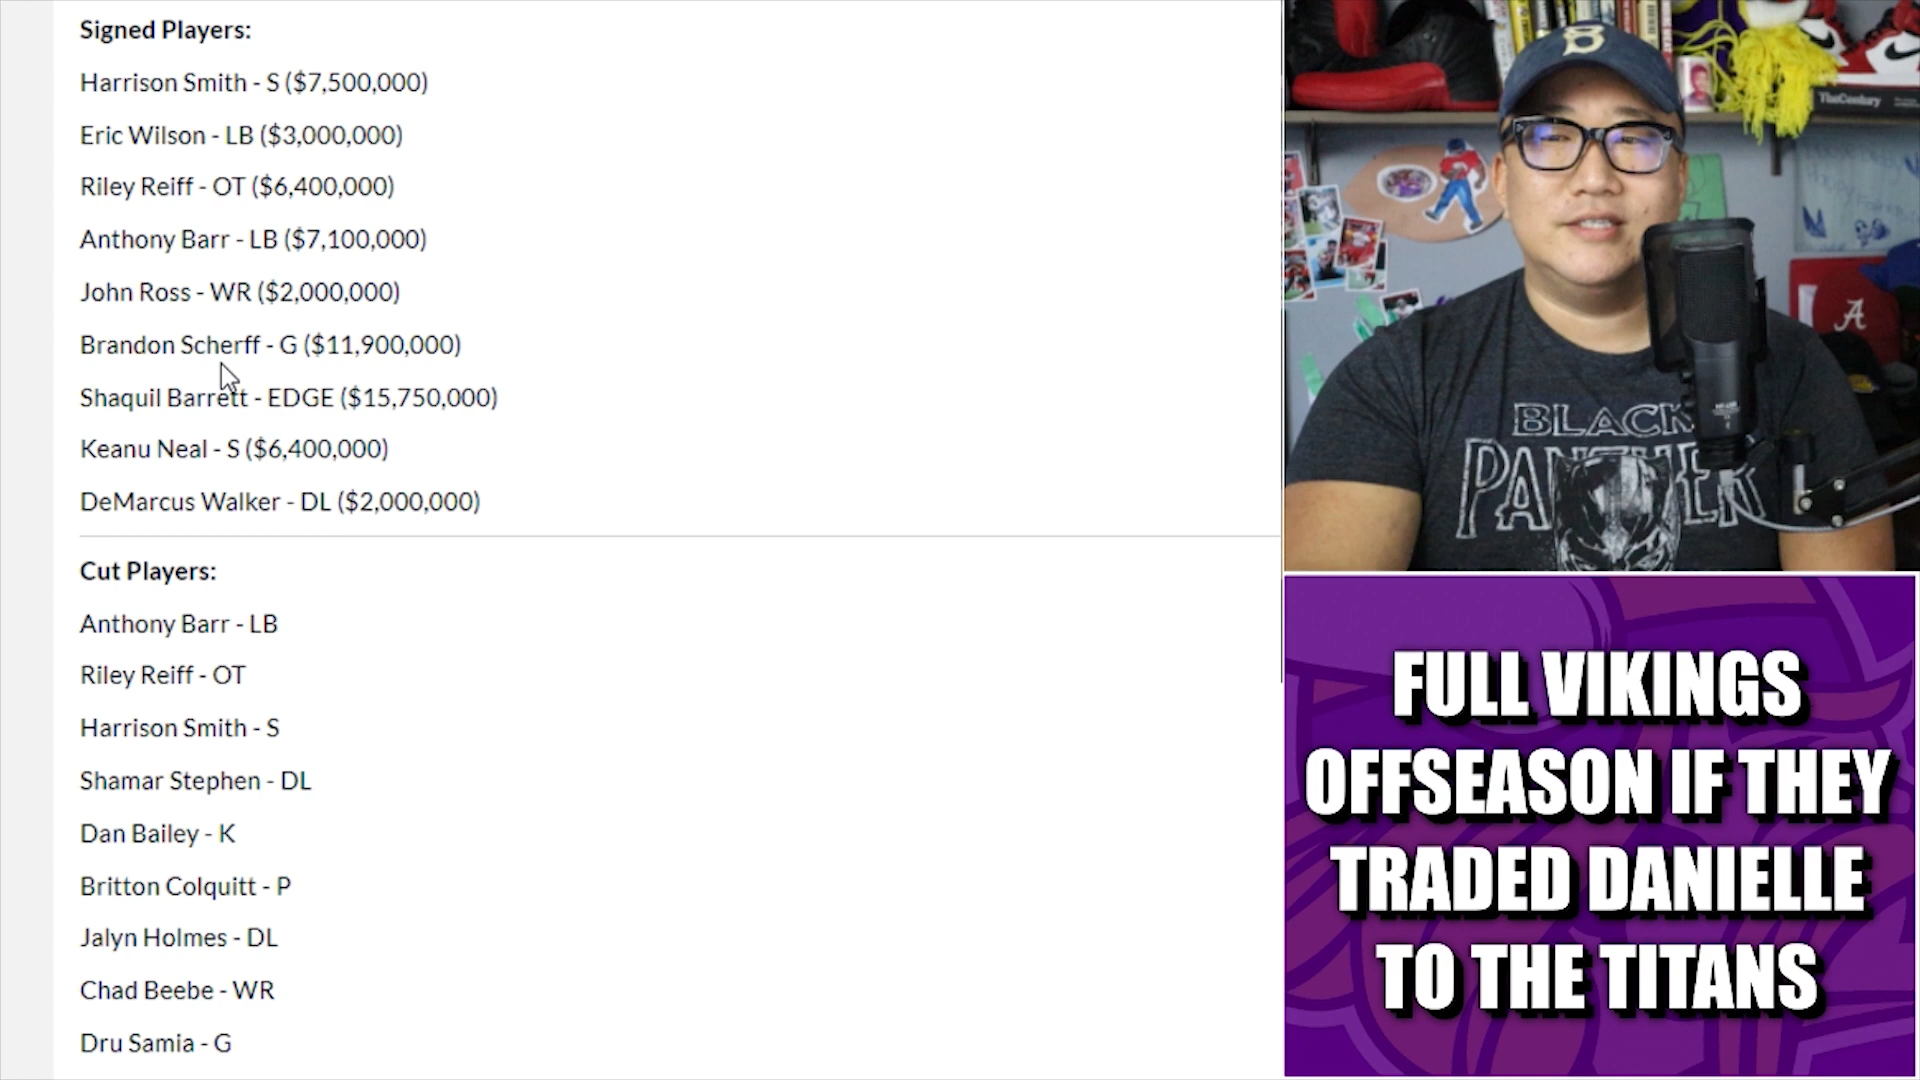 Signed Players:
Harrison Smith - S ($7,500,000)
Eric Wilson - LB ($3,000,000)
Riley Reiff - OT ($6,400,000)
Anthony Barr - LB ($7,100,000)
John Ross - WR ($2,000,000)
Brandon Scherff - G ($11,900,000)
Shaquil Barrett - EDGE ($15,750,000)
Keanu Neal - S ($6,400,000)
DeMarcus Walker - DL ($2,000,000)
Cut Players:
Anthony Barr - LB
Riley Reiff - OT
Harrison Smith - S
Shamar Stephen - DL
Dan Bailey - K
Britton Colquitt - P
Jalyn Holmes - DL
Chad Beebe - WR
Dru Samia - G
B
TheCentury
A
BLACK
PANTHER
FULL VIKINGS
OFFSEASON IF THEY
TRADED DANIELLE
TO THE TITANS